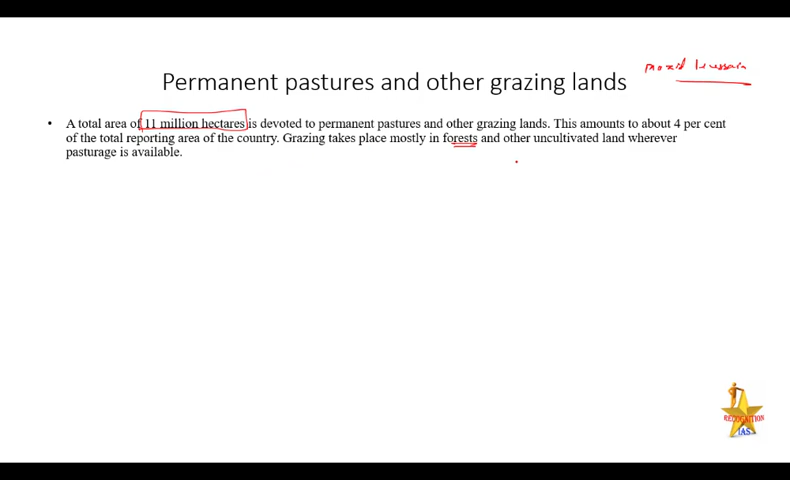 Permanent pastures and other grazing lands
• A total area of 11 million hectares is devoted to permanent pastures and other grazing lands. This amounts to about 4 per cent
of the total reporting area of the country. Grazing takes place mostly in forests and other uncultivated land wherever
pasturage is available.
RECOGNITION
IAS